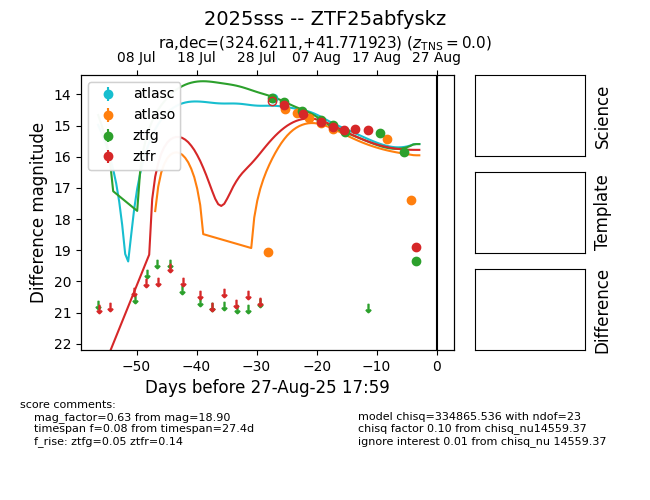 2025sss -- ZTF25abfyskz
ra,dec=(324.6211,+41.771923) (z_TNS = 0.0)
08 Jul 18 Jul 28 Jul 07 Aug 17 Aug 27 Aug
atlasc
atlaso
ztfg
ztfr
14
15
16
17
18
19
20
21
22
Difference magnitude
−50 −40 −30 −20 −10 0
Days before 27-Aug-25 17:59
Science
Template
Difference
score comments:
mag_factor=0.63 from mag=18.90
timespan f=0.08 from timespan=27.4d
f_rise: ztfg=0.05 ztfr=0.14
model chisq=334865.536 with ndof=23
chisq factor 0.10 from chisq_nu14559.37
ignore interest 0.01 from chisq_nu 14559.37